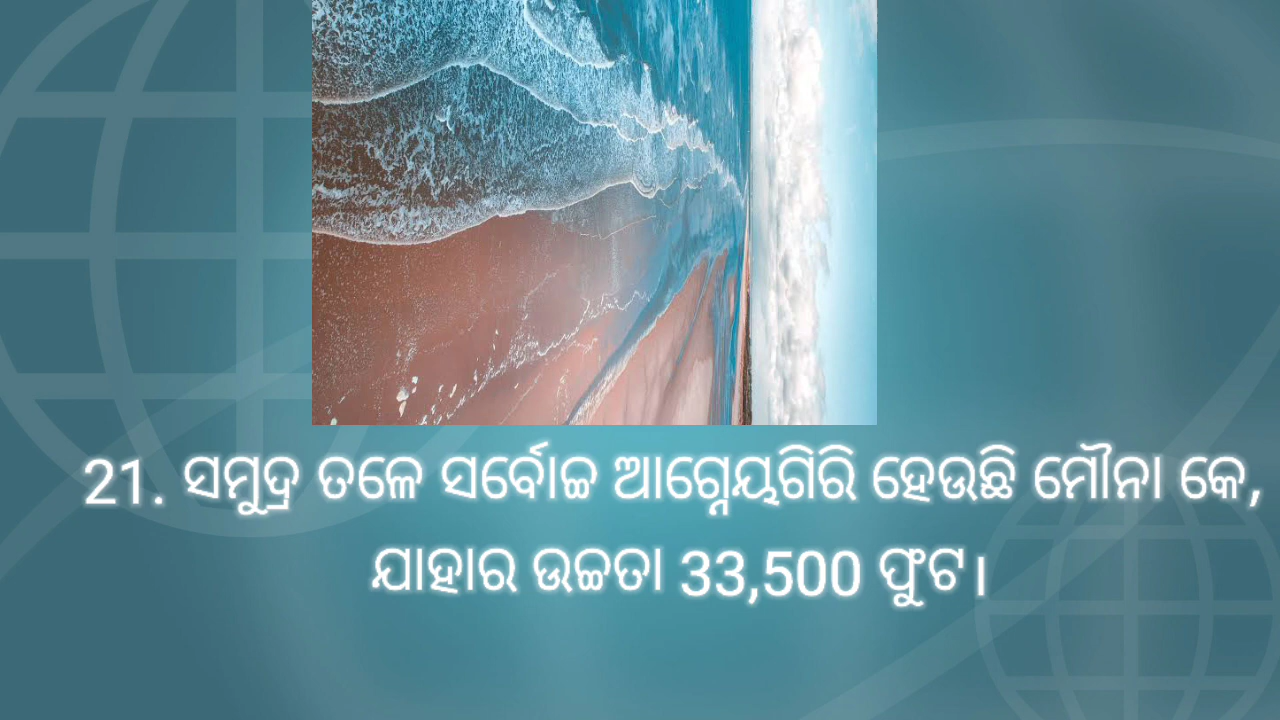 21. ସମୁଦ୍ର ତଳେ ସର୍ବୋଚ୍ଚ ଆଗ୍ନେୟଗିରି ହେଉଛି ମୌନା କେ,
ଯାହାର ଉଚ୍ଚତା 33,500 ଫୁଟ।